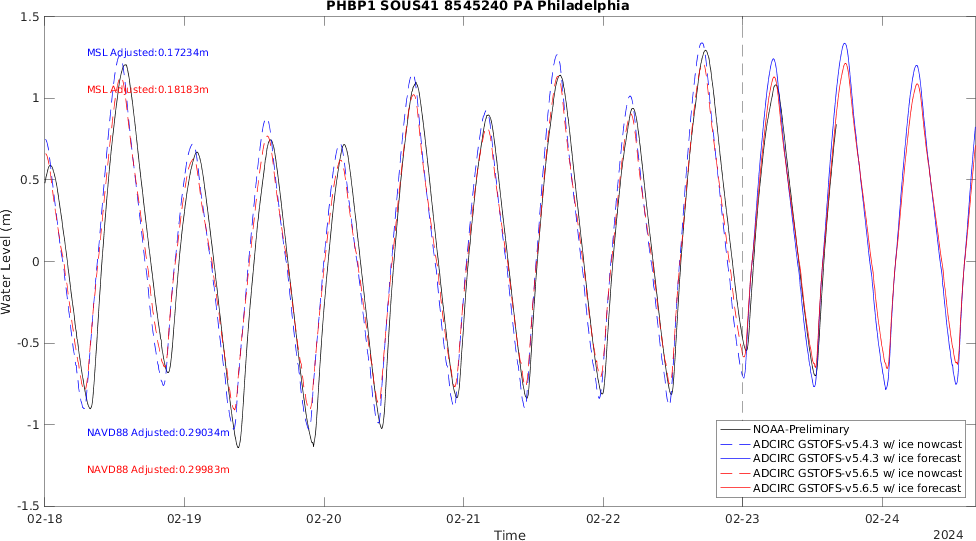 PHBP1 SOUS41 8545240 PA Philadelphia
1.5
MSL Adjusted:0.17234m
1
MSL Adjusted:0.18183m
0.5
Water Level (m)
0
-0.5
-1
NAVD88 Adjusted:0.29034m
NAVD88 Adjusted:0.29983m
-1.5
NOAA-Preliminary
ADCIRC GSTOFS-v5.4.3 w/ ice nowcast
ADCIRC GSTOFS-v5.4.3 w/ ice forecast
ADCIRC GSTOFS-v5.6.5 w/ ice nowcast
ADCIRC GSTOFS-v5.6.5 w/ ice forecast
02-18 02-19 02-20 02-21 02-22 02-23 02-24
Time
2024